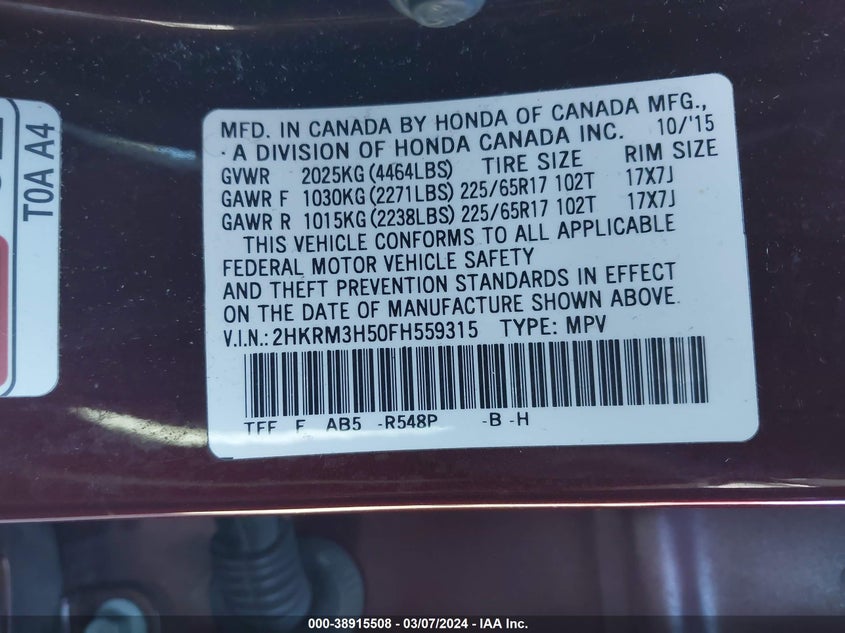 MFD. IN CANADA BY HONDA OF CANADA MFG.,
A DIVISION OF HONDA CANADA INC. 10/'15
GVWR 2025KG (4464LBS) TIRE SIZE RIM SIZE
GAWR F 1030KG (2271LBS) 225/65R17 102T 17X7J
GAWR R 1015KG (2238LBS) 225/65R17 102T 17X7J
THIS VEHICLE CONFORMS TO ALL APPLICABLE
FEDERAL MOTOR VEHICLE SAFETY
AND THEFT PREVENTION STANDARDS IN EFFECT
ON THE DATE OF MANUFACTURE SHOWN ABOVE.
V.I.N.: 2HKRM3H50FH559315 TYPE: MPV
TFF F AB5 -R548P -B -H
T0A A4
000-38915508 - 03/07/2024 - IAA Inc.